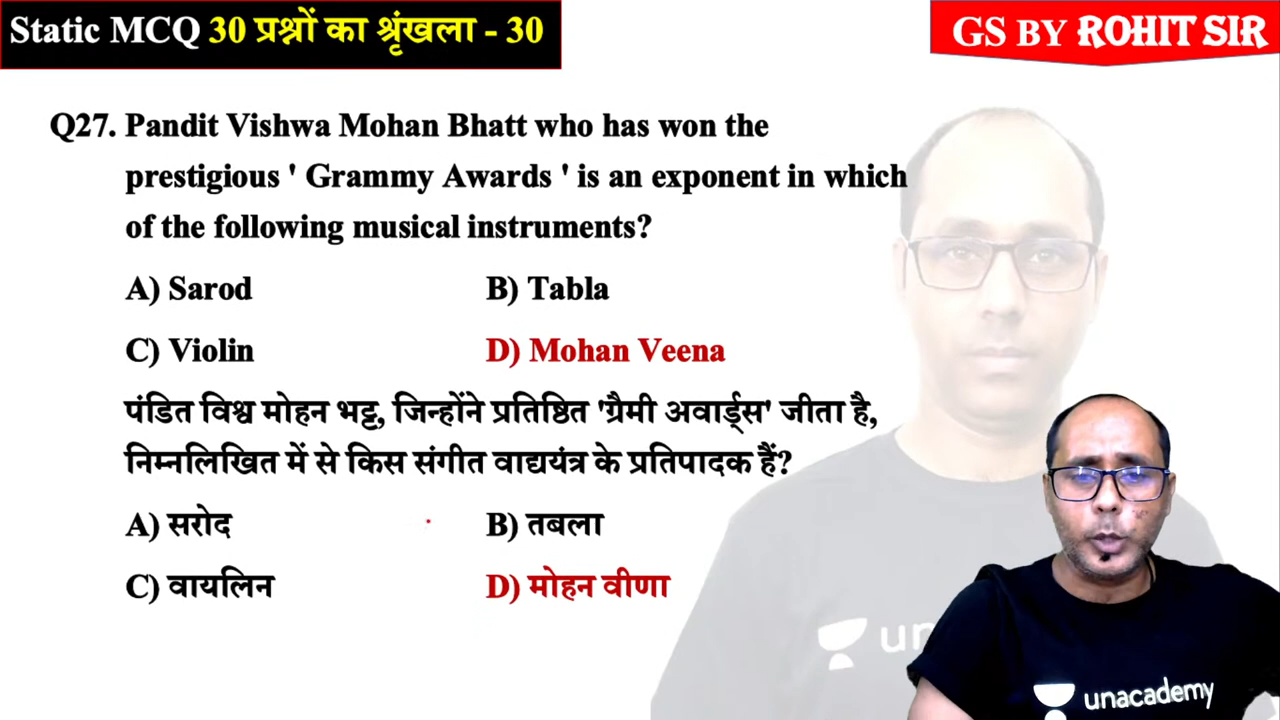 Static MCQ 30 प्रश्नों का श्रृंखला - 30
GS BY ROHIT SIR
Q27. Pandit Vishwa Mohan Bhatt who has won the
prestigious ' Grammy Awards ' is an exponent in which
of the following musical instruments?
A) Sarod B) Tabla
C) Violin D) Mohan Veena
पंडित विश्व मोहन भट्ट, जिन्होंने प्रतिष्ठित 'ग्रैमी अवार्ड्स' जीता है,
निम्नलिखित में से किस संगीत वाद्ययंत्र के प्रतिपादक हैं?
A) सरोद B) तबला
C) वायलिन D) मोहन वीणा
un
unacademy